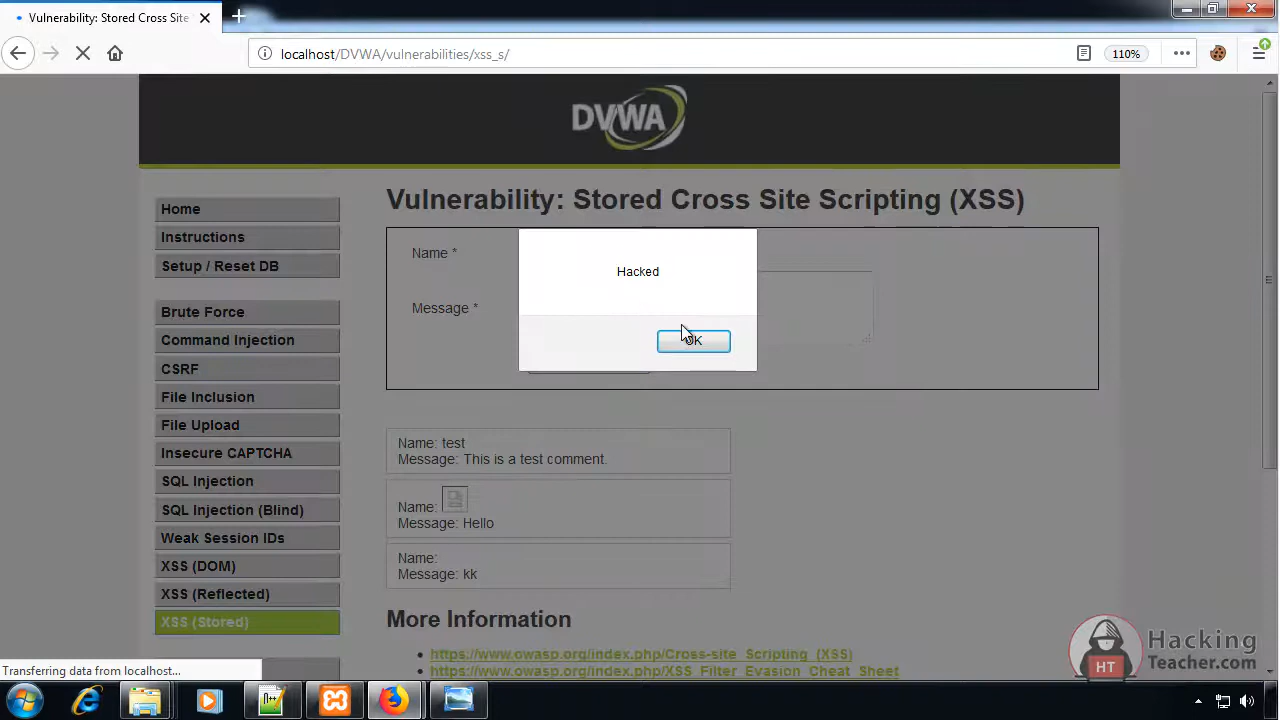 Vulnerability: Stored Cross Site
localhost/DVWA/vulnerabilities/xss_s/
110%
DVWA
Home
Instructions
Setup / Reset DB
Brute Force
Command Injection
CSRF
File Inclusion
File Upload
Insecure CAPTCHA
SQL Injection
SQL Injection (Blind)
Weak Session IDs
XSS (DOM)
XSS (Reflected)
XSS (Stored)
Vulnerability: Stored Cross Site Scripting (XSS)
Name *
Message *
Hacked
OK
Name: test
Message: This is a test comment.
Name:
Message: Hello
Name:
Message: kk
More Information
https://www.owasp.org/index.php/Cross-site_Scripting_(XSS)
https://www.owasp.org/index.php/XSS_Filter_Evasion_Cheat_Sheet
Transferring data from localhost...
HT
Hacking
Teacher.com